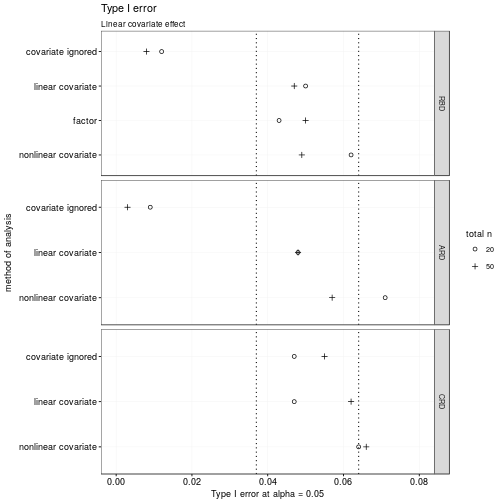 Type I error
Linear covariate effect
covariate ignored
linear covariate
factor
nonlinear covariate
RBD
covariate ignored
linear covariate
nonlinear covariate
ARD
covariate ignored
linear covariate
nonlinear covariate
CRD
method of analysis
total n
20
50
0.00 0.02 0.04 0.06 0.08
Type I error at alpha = 0.05